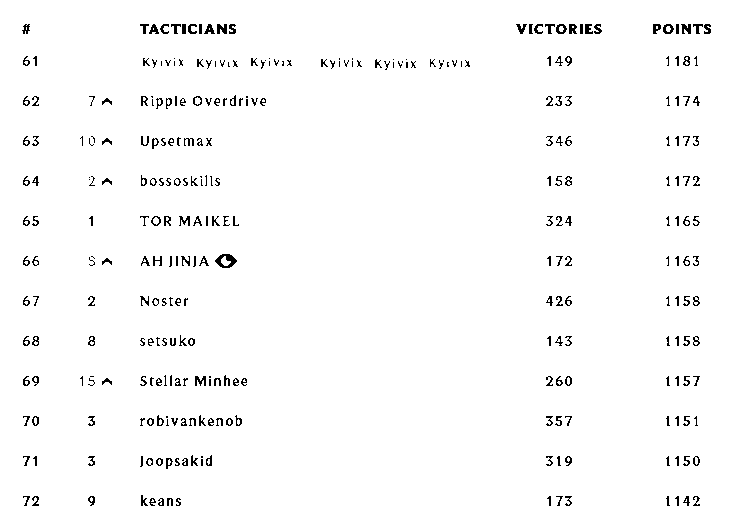 # TACTICIANS VICTORIES POINTS
61 Kyivix Kyivix Kyivix Kyivix Kyivix Kyivix 149 1181
62 7 Ripple Overdrive 233 1174
63 10 Upsetmax 346 1173
64 2 bossoskills 158 1172
65 1 TOR MAIKEL 324 1165
66 AH JINJA 172 1163
67 2 Noster 426 1158
68 8 setsuko 143 1158
69 15 Stellar Minhee 260 1157
70 3 robivankenob 357 1151
71 3 Joopsakid 319 1150
72 9 keans 173 1142